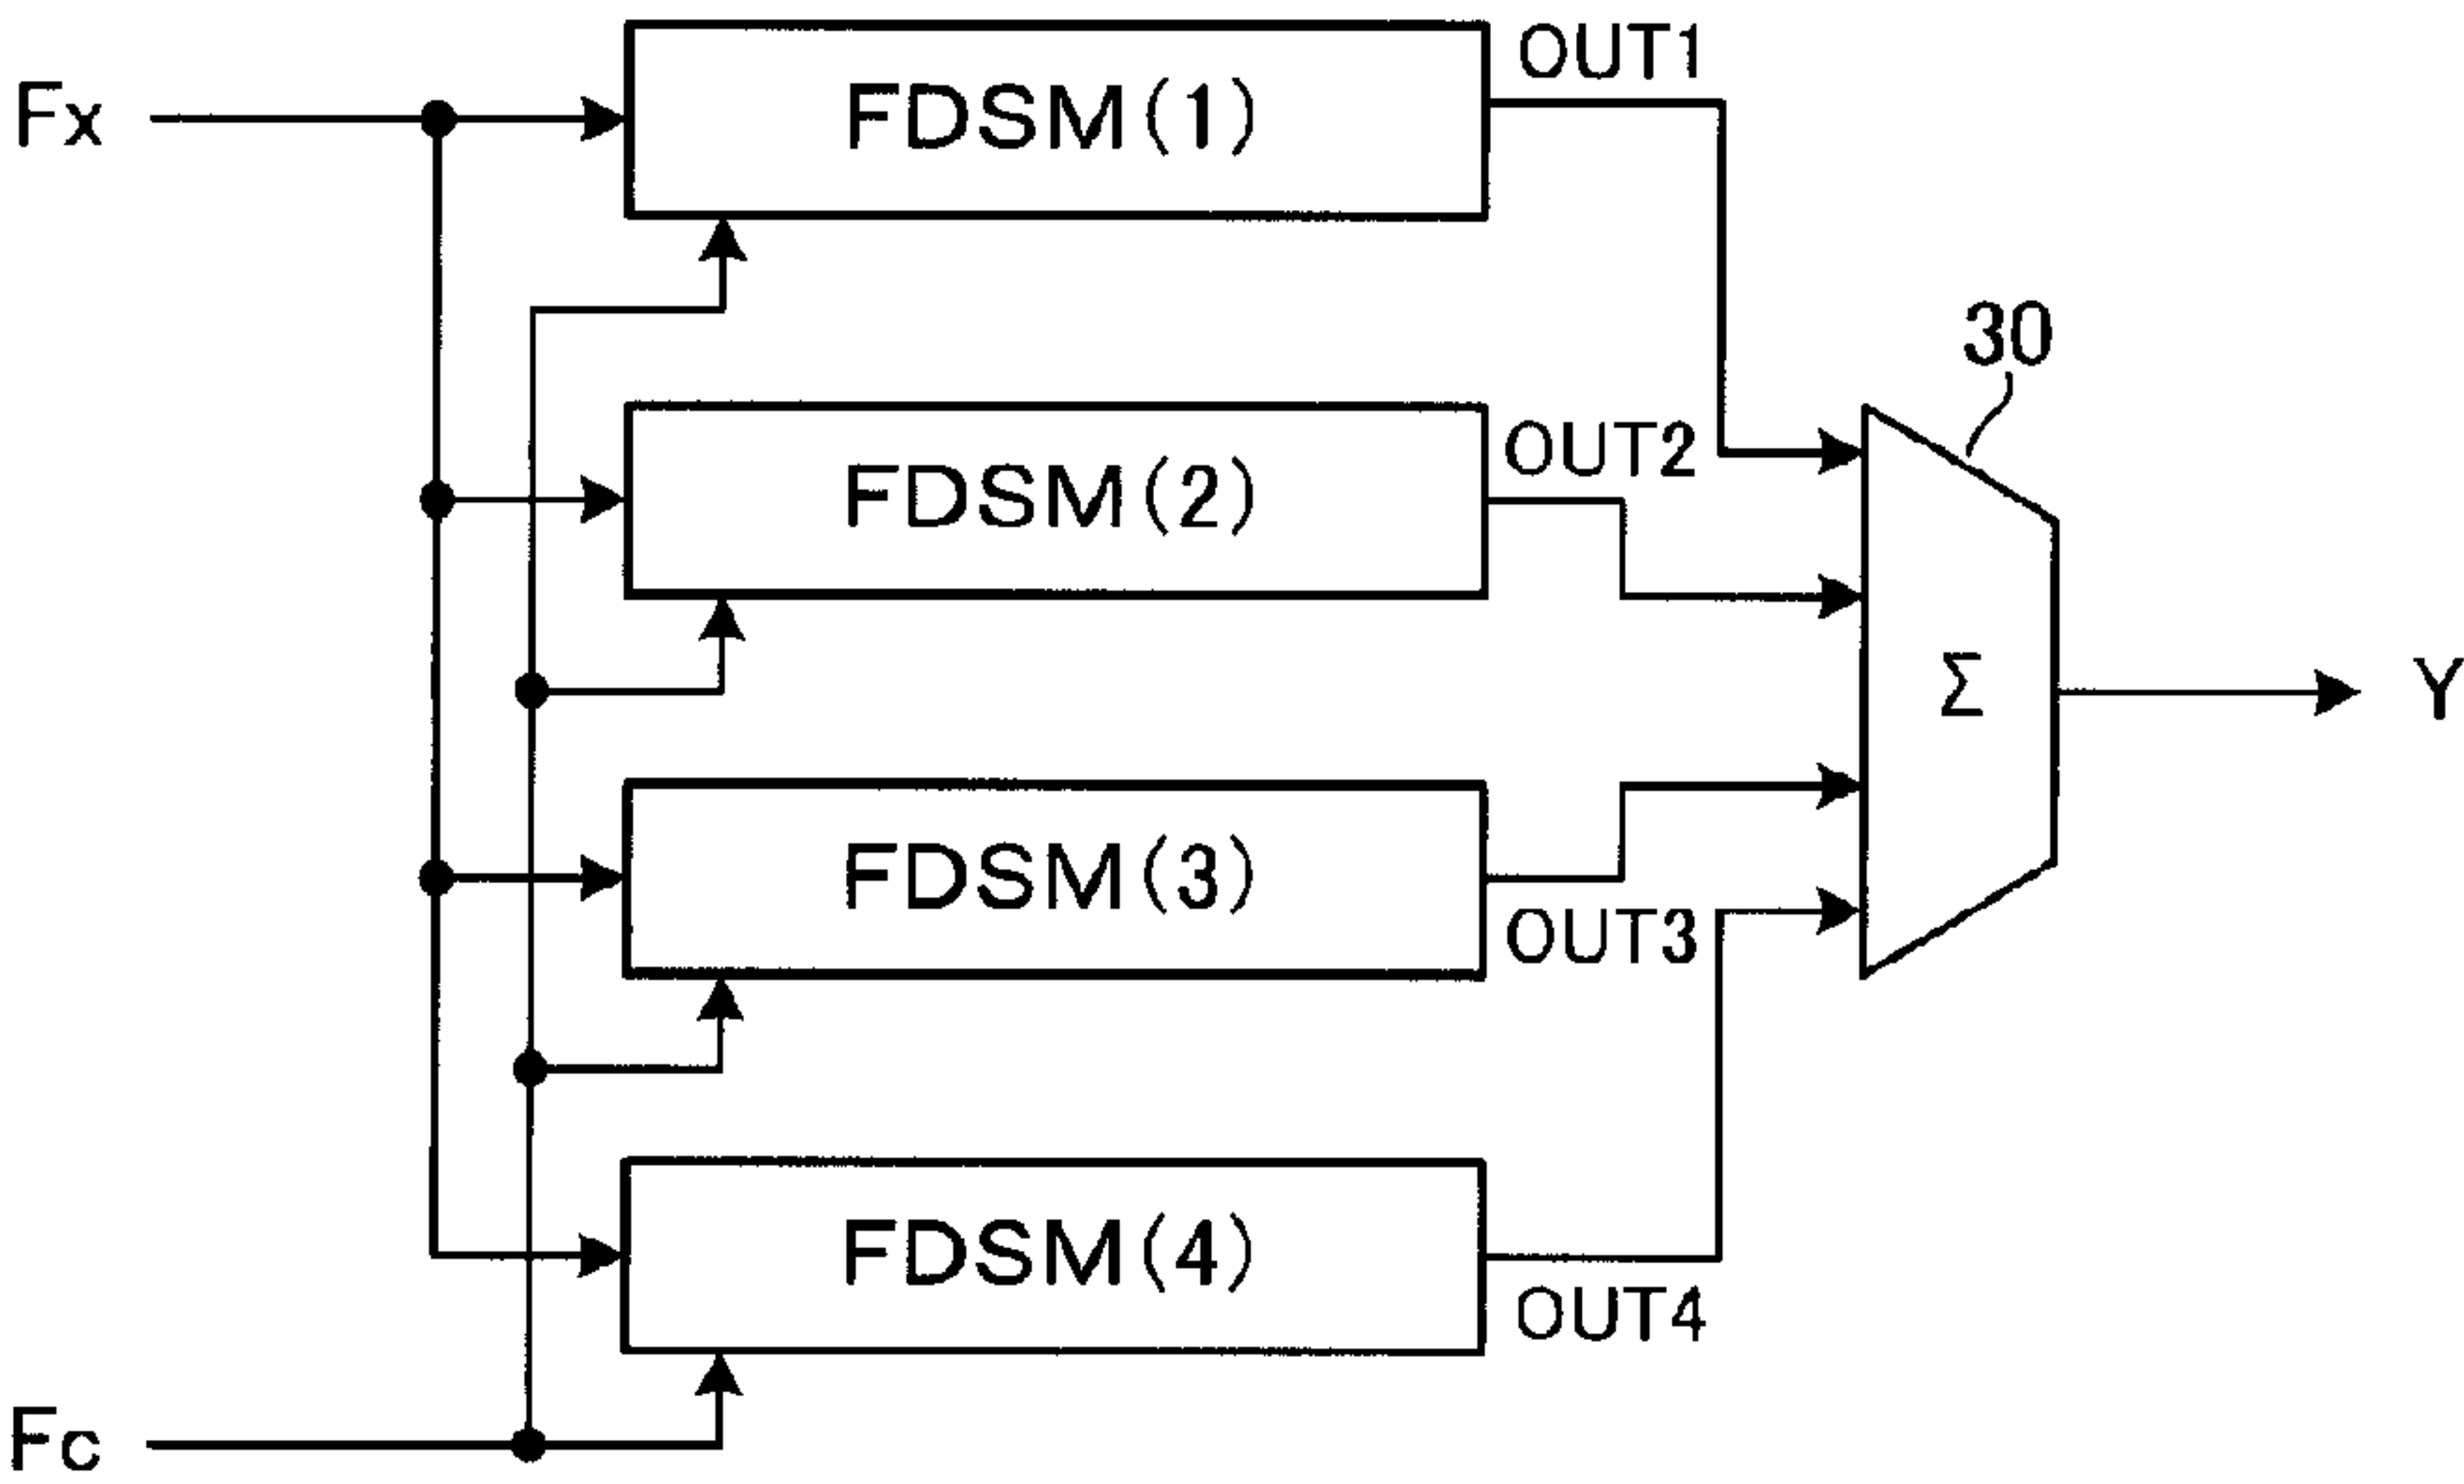 Fx
FDSM(1)
OUT1
30
FDSM(2)
OUT2
Σ
Y
FDSM(3)
OUT3
FDSM(4)
OUT4
Fc